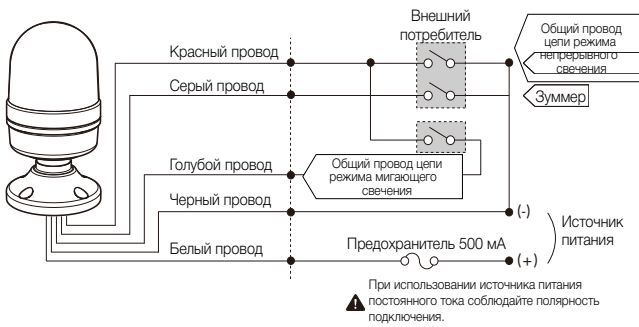 Внешний
потребитель
Общий провод
цепи режима
непрерывного
свечения
Красный провод
Серый провод
Зуммер
Голубой провод
Общий провод цепи
режима мигающего
свечения
Черный провод
(-)
Источник
питания
Белый провод
Предохранитель 500 мА
(+)
При использовании источника питания
постоянного тока соблюдайте полярность
подключения.